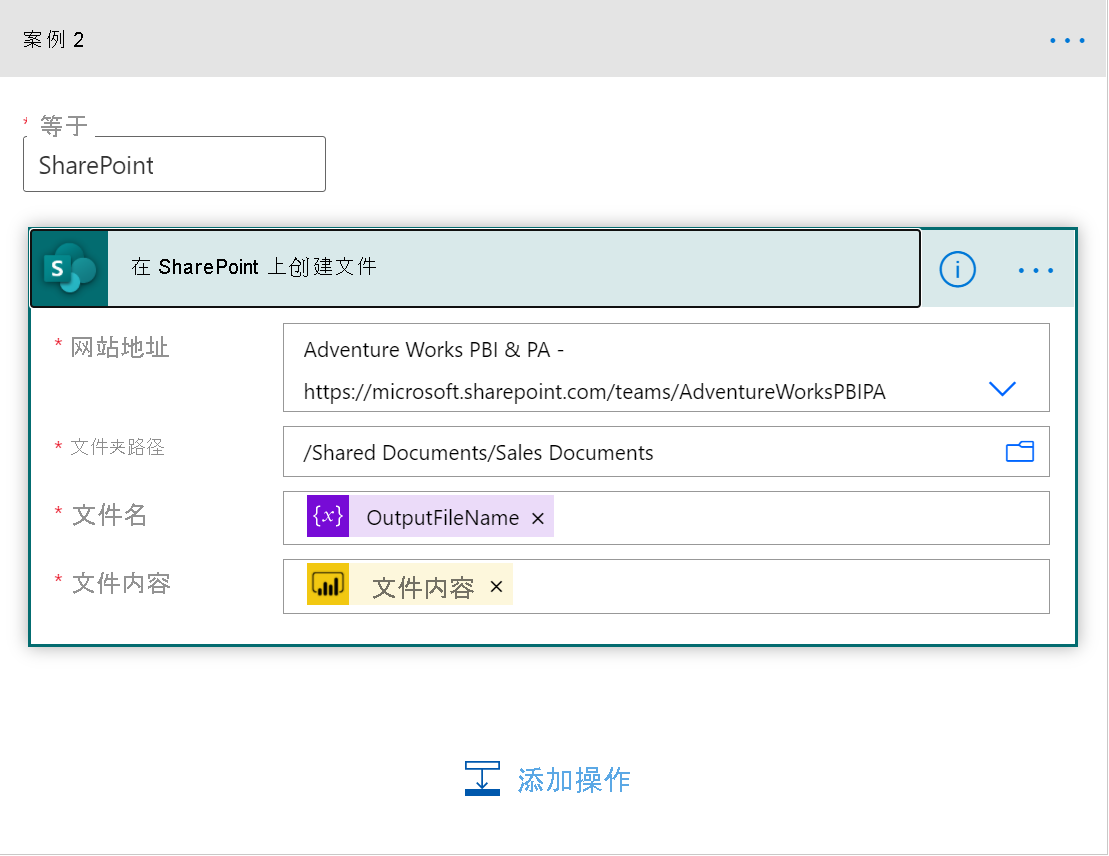 案例 2
* 等于
SharePoint
S
在 SharePoint 上创建文件
* 网站地址
Adventure Works PBI & PA -
https://microsoft.sharepoint.com/teams/AdventureWorksPBIPA
* 文件夹路径
/Shared Documents/Sales Documents
* 文件名
{x} OutputFileName ×
* 文件内容
文件内容 ×
添加操作